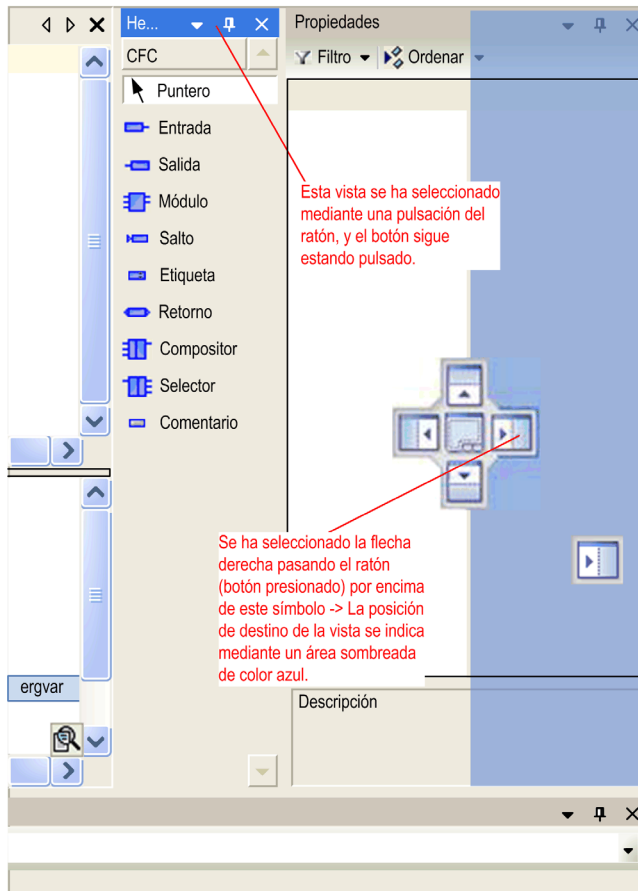 He...
Propiedades
CFC
Filtro
Ordenar
Puntero
Entrada
Salida
Módulo
Salto
Etiqueta
Retorno
Compositor
Selector
Comentario
Esta vista se ha seleccionado
mediante una pulsación del
ratón, y el botón sigue
estando pulsado.
Se ha seleccionado la flecha
derecha pasando el ratón
(botón presionado) por encima
de este símbolo -> La posición
de destino de la vista se indica
mediante un área sombreada
de color azul.
ergvar
Descripción